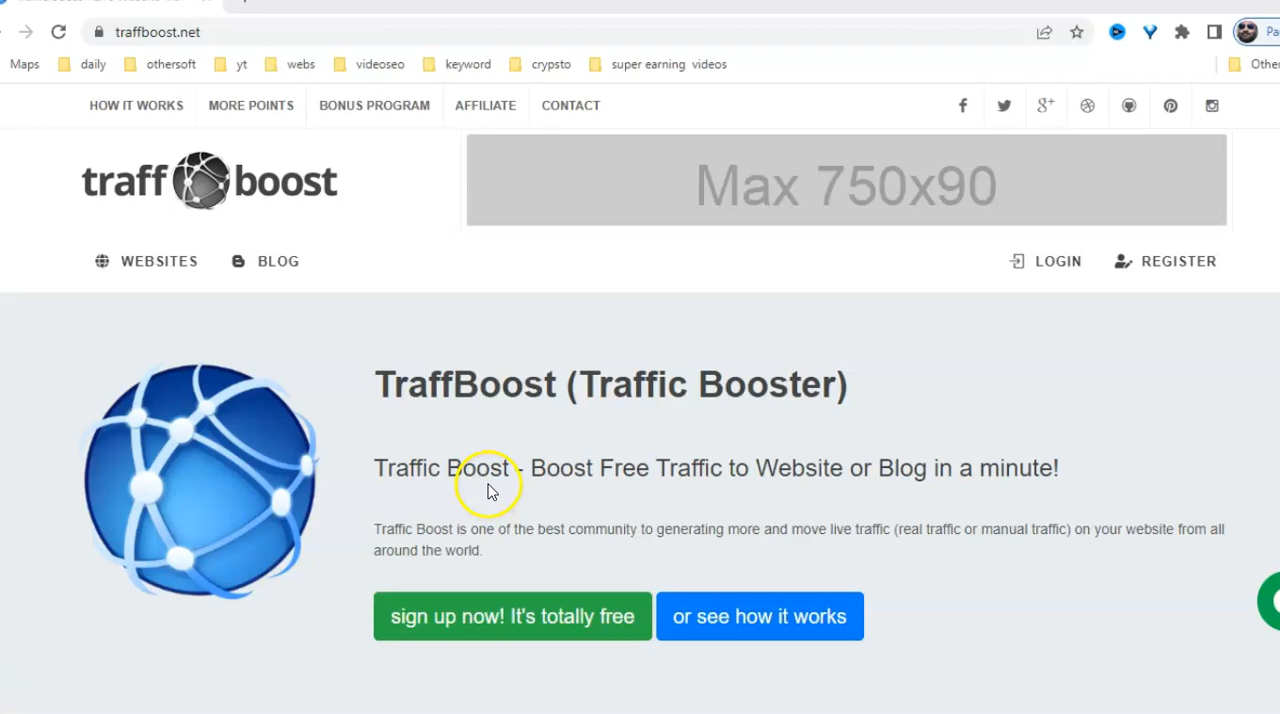 traffboost.net
Maps daily othersoft yt webs videoseo keyword crypsto super earning videos Other
HOW IT WORKS MORE POINTS BONUS PROGRAM AFFILIATE CONTACT
traff boost
Max 750x90
WEBSITES BLOG LOGIN REGISTER
TraffBoost (Traffic Booster)
Traffic Boost - Boost Free Traffic to Website or Blog in a minute!
Traffic Boost is one of the best community to generating more and move live traffic (real traffic or manual traffic) on your website from all
around the world.
sign up now! It's totally free or see how it works